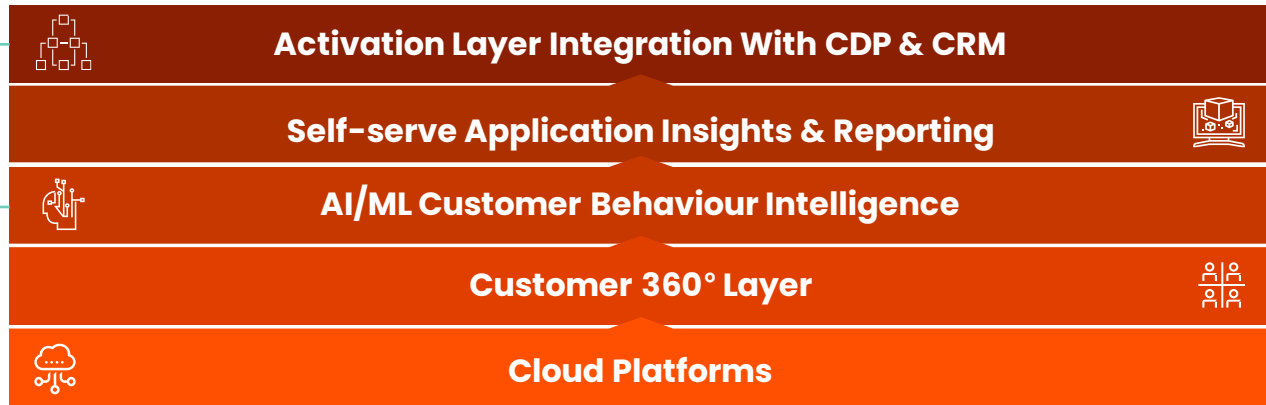 Activation Layer Integration With CDP & CRM
Self-serve Application Insights & Reporting
AI/ML Customer Behaviour Intelligence
Customer 360° Layer
Cloud Platforms